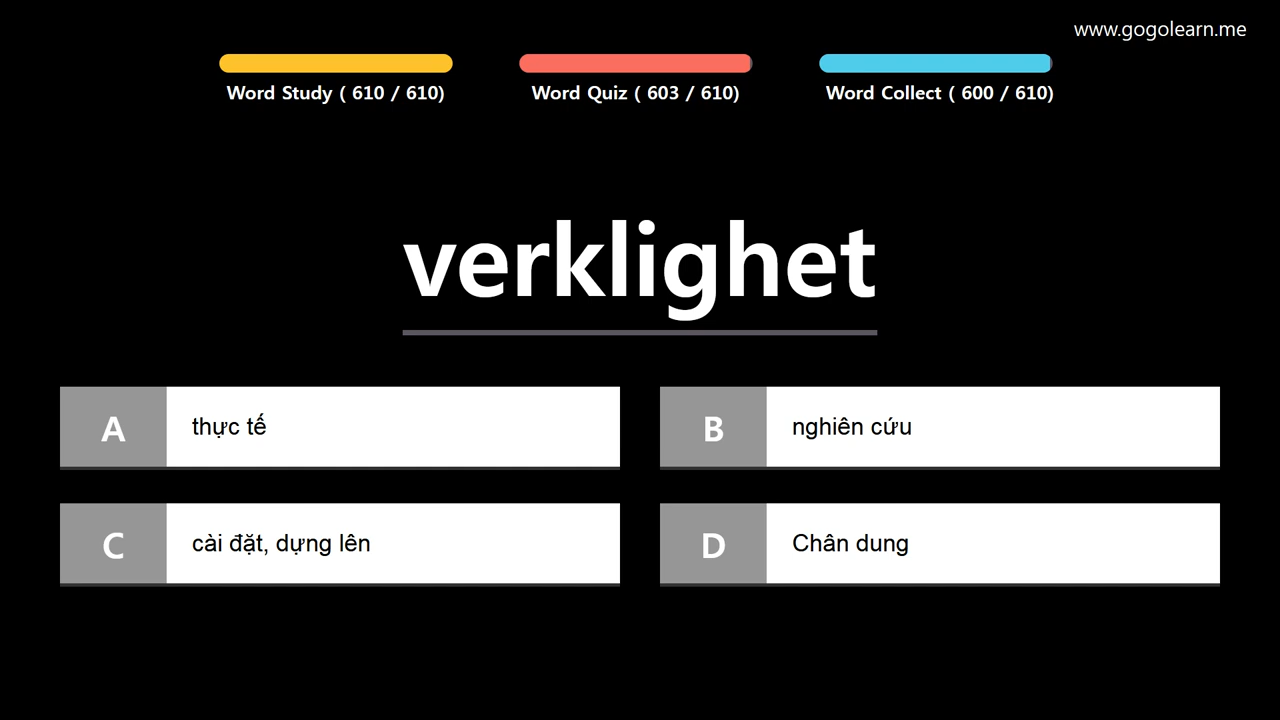 www.gogolearn.me
Word Study ( 610 / 610)
Word Quiz ( 603 / 610)
Word Collect ( 600 / 610)
verklighet
A
thực tế
B
nghiên cứu
C
cài đặt, dựng lên
D
Chân dung